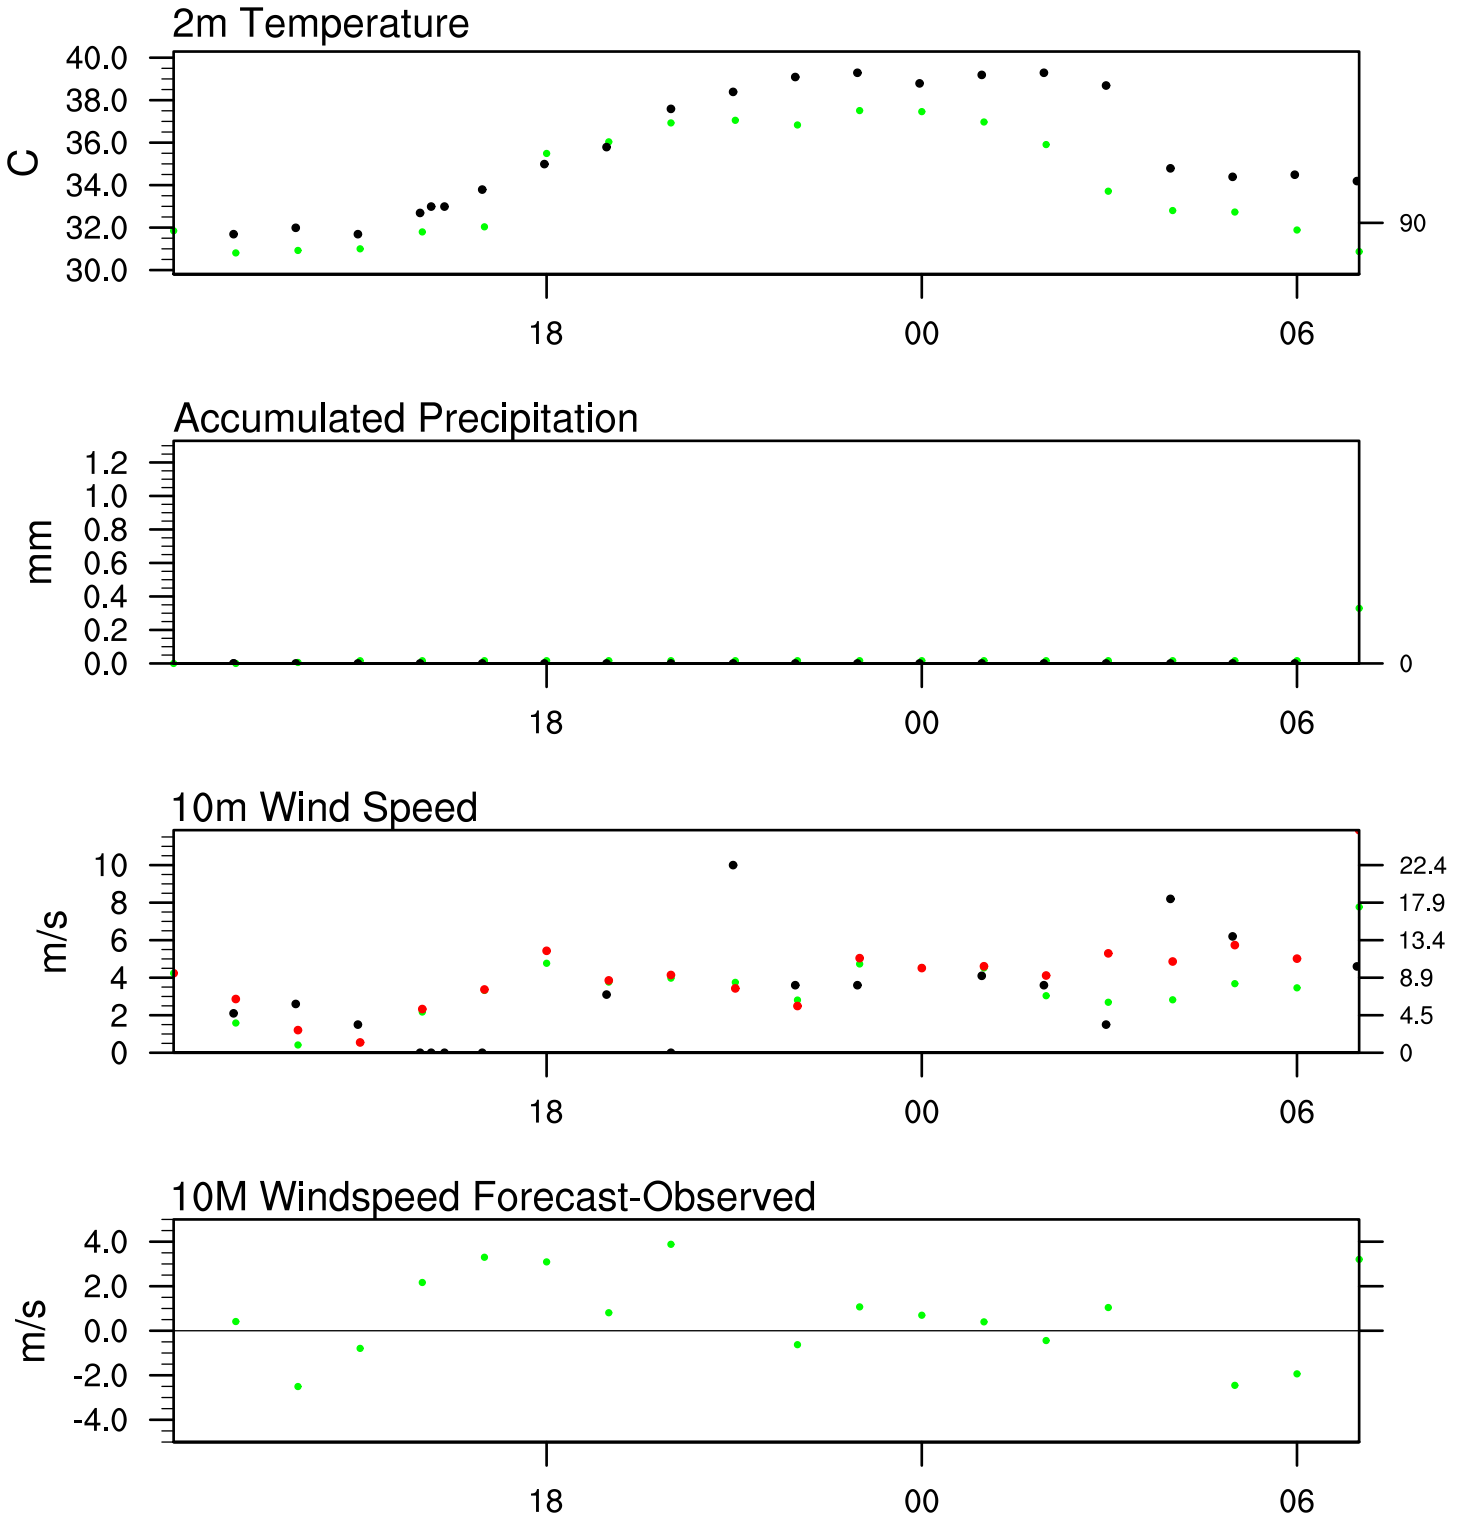 2m Temperature
40.0
38.0
36.0
34.0
32.0
30.0
C
90
18 00 06
Accumulated Precipitation
1.2
1.0
0.8
0.6
0.4
0.2
0.0
mm
0
18 00 06
10m Wind Speed
10 22.4
8 17.9
6 13.4
4 8.9
2 4.5
0 0
m/s
18 00 06
10M Windspeed Forecast-Observed
4.0
2.0
0.0
-2.0
-4.0
m/s
18 00 06